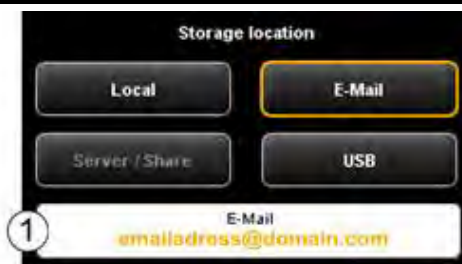 Storage location
Local
E-Mail
Server / Share
USB
1
E-Mail
emailadress@domain.com